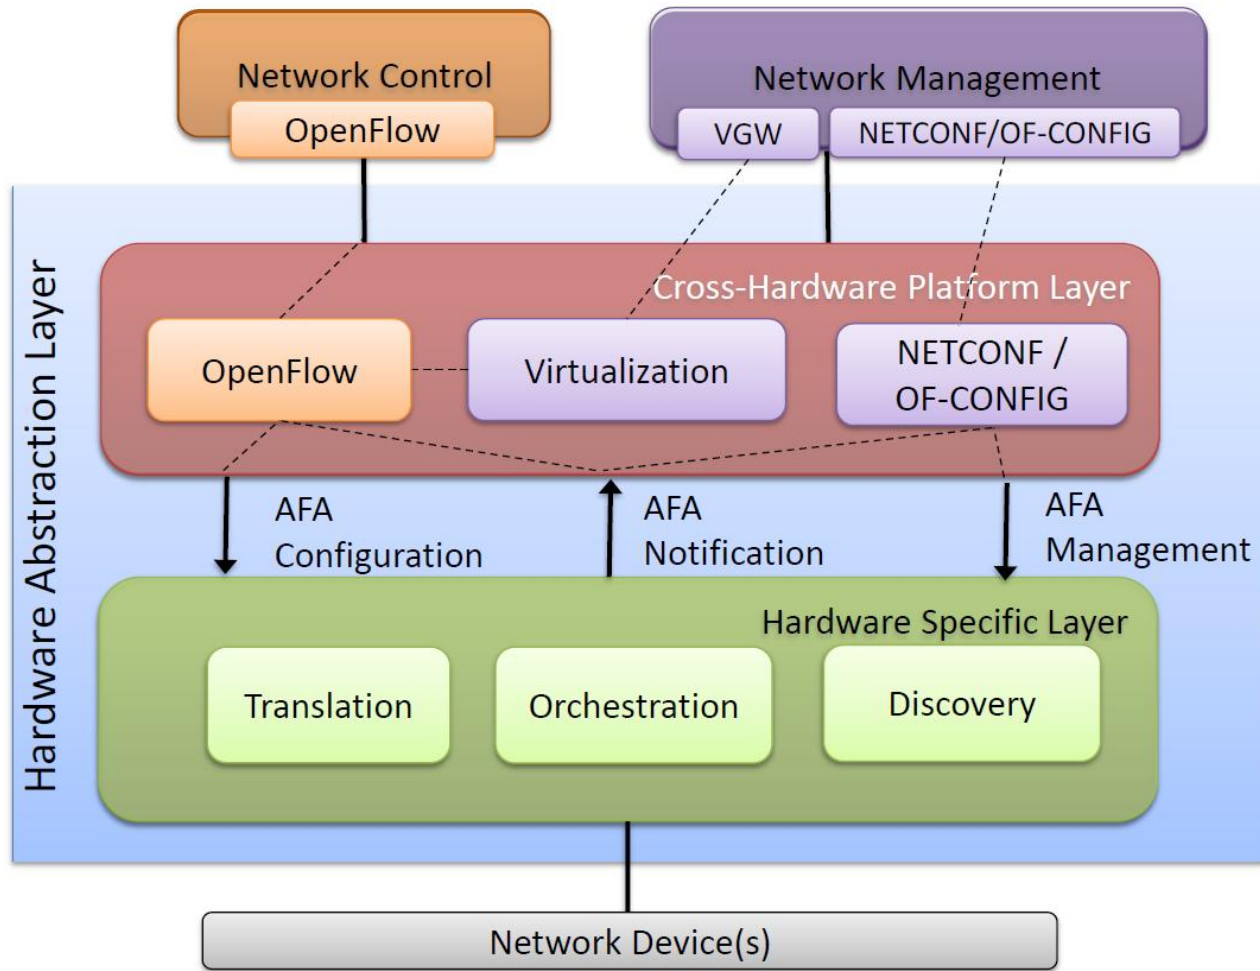 Network Control
OpenFlow
Network Management
VGW
NETCONF/OF-CONFIG
Hardware Abstraction Layer
Cross-Hardware Platform Layer
OpenFlow
Virtualization
NETCONF /
OF-CONFIG
AFA
Configuration
AFA
Notification
AFA
Management
Hardware Specific Layer
Translation
Orchestration
Discovery
Network Device(s)